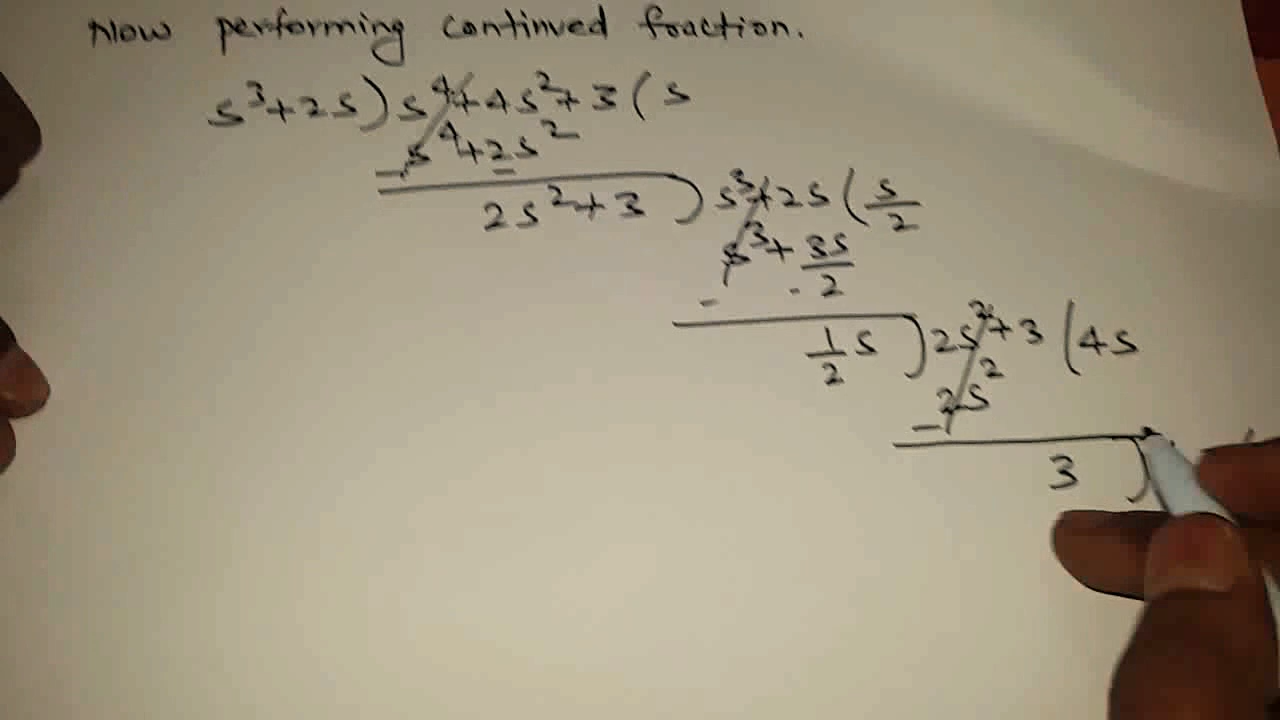 Now performing continued fraction.
s³+2s) s⁴+4s²+3 (s
s⁴+2s²
2s²+3) s³+2s (s/2
s³+3s/2
1/2 s) 2s²+3 (4s
2s²
3)